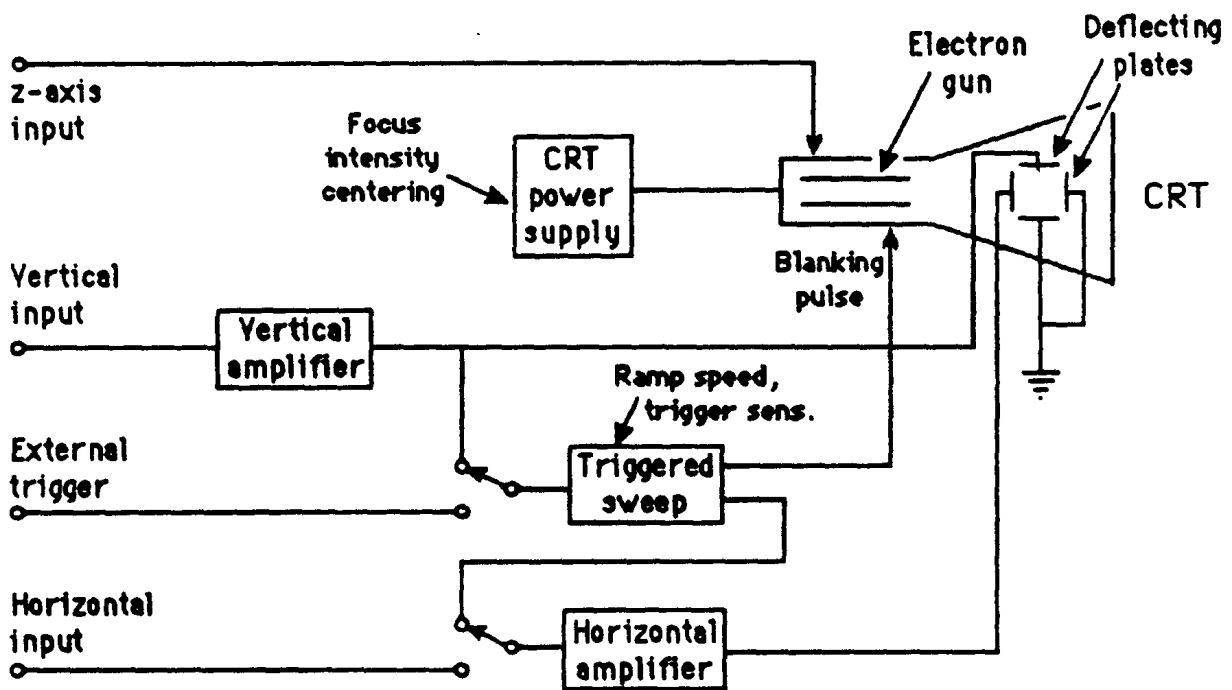 Electron
gun
Deflecting
plates
z-axis
input
Focus
intensity
centering
CRT
power
supply
CRT
Blanking
pulse
Vertical
input
Vertical
amplifier
Ramp speed,
trigger sens.
External
trigger
Triggered
sweep
Horizontal
input
Horizontal
amplifier